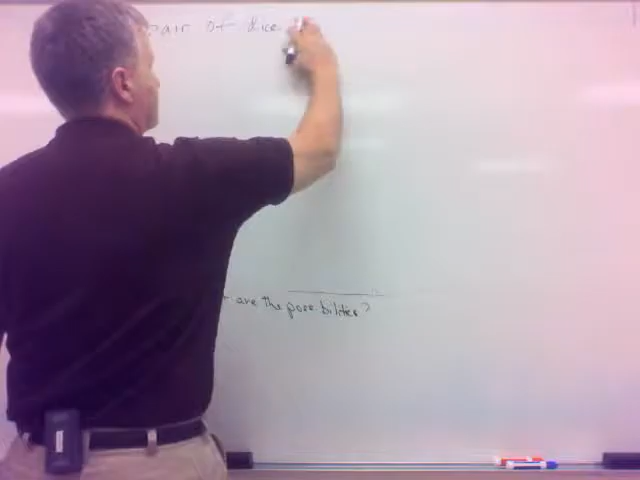 pair of dice
are the possibilities?